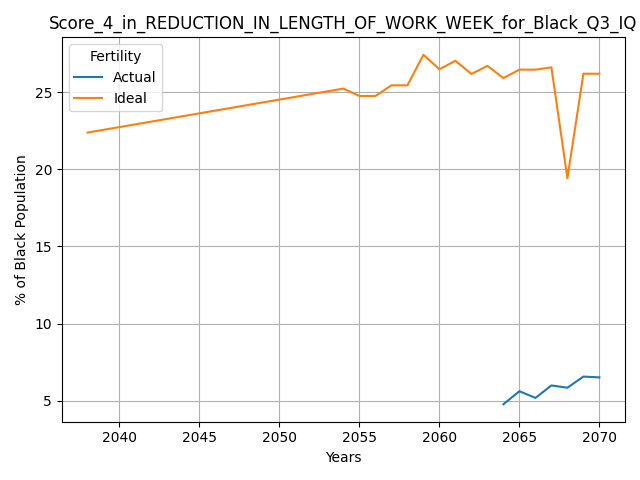 Score_4_in_REDUCTION_IN_LENGTH_OF_WORK_WEEK_for_Black_Q3_IQ
Fertility
Actual
Ideal
% of Black Population
25
20
15
10
5
2040 2045 2050 2055 2060 2065 2070
Years